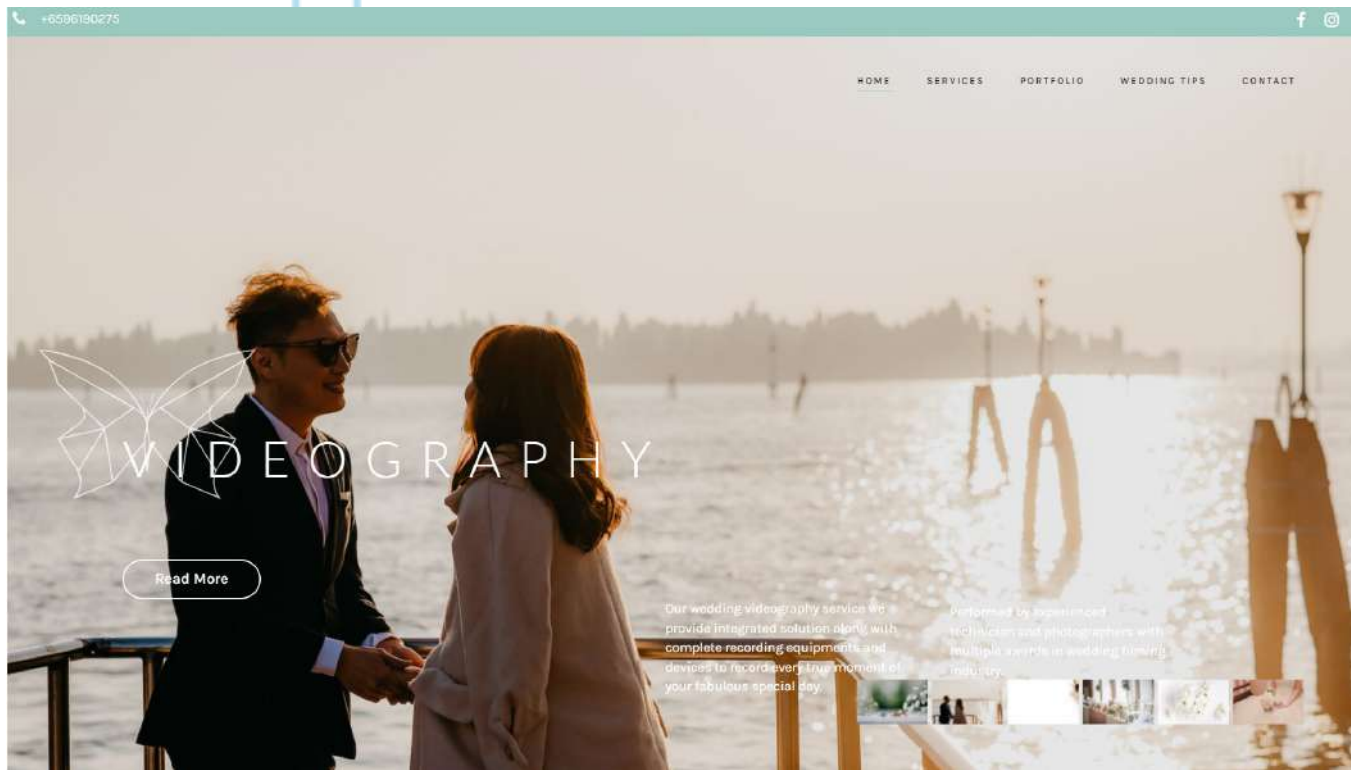 +6596190275
HOME
SERVICES
PORTFOLIO
WEDDING TIPS
CONTACT
VIDEOGRAPHY
Read More
Our wedding videography service we
provide integrated solution along with
complete recording equipments and
devices to record every true moment of
your fabulous special day.
Performed by experienced
technician and photographers with
multiple awards in wedding filming
industry.